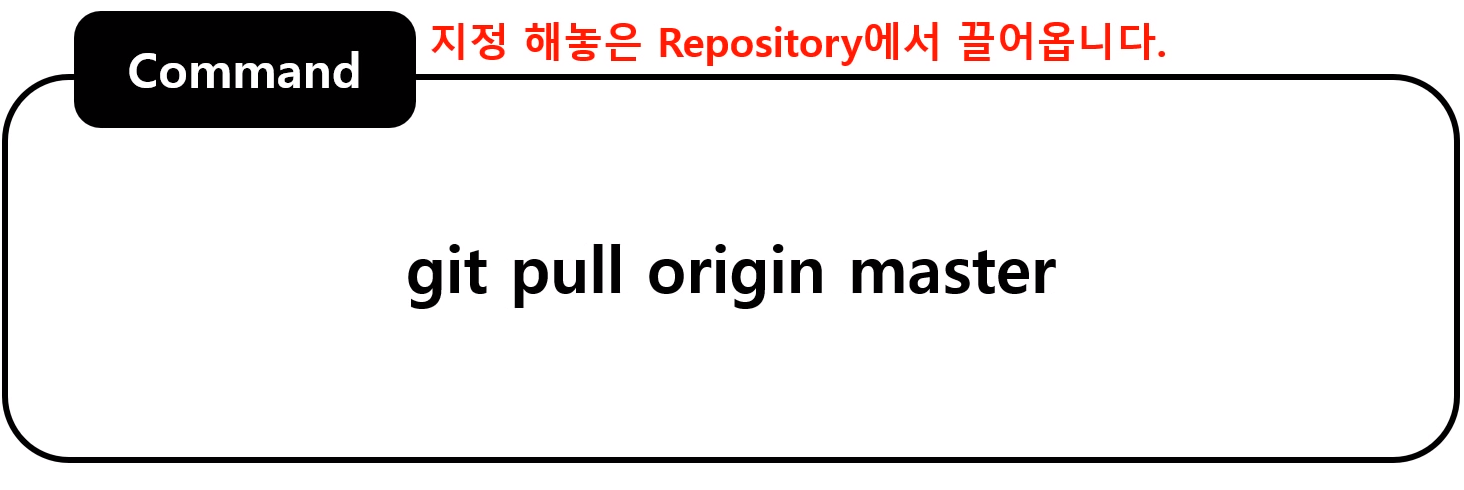 지정 해놓은 Repository에서 끌어옵니다.
Command
git pull origin master